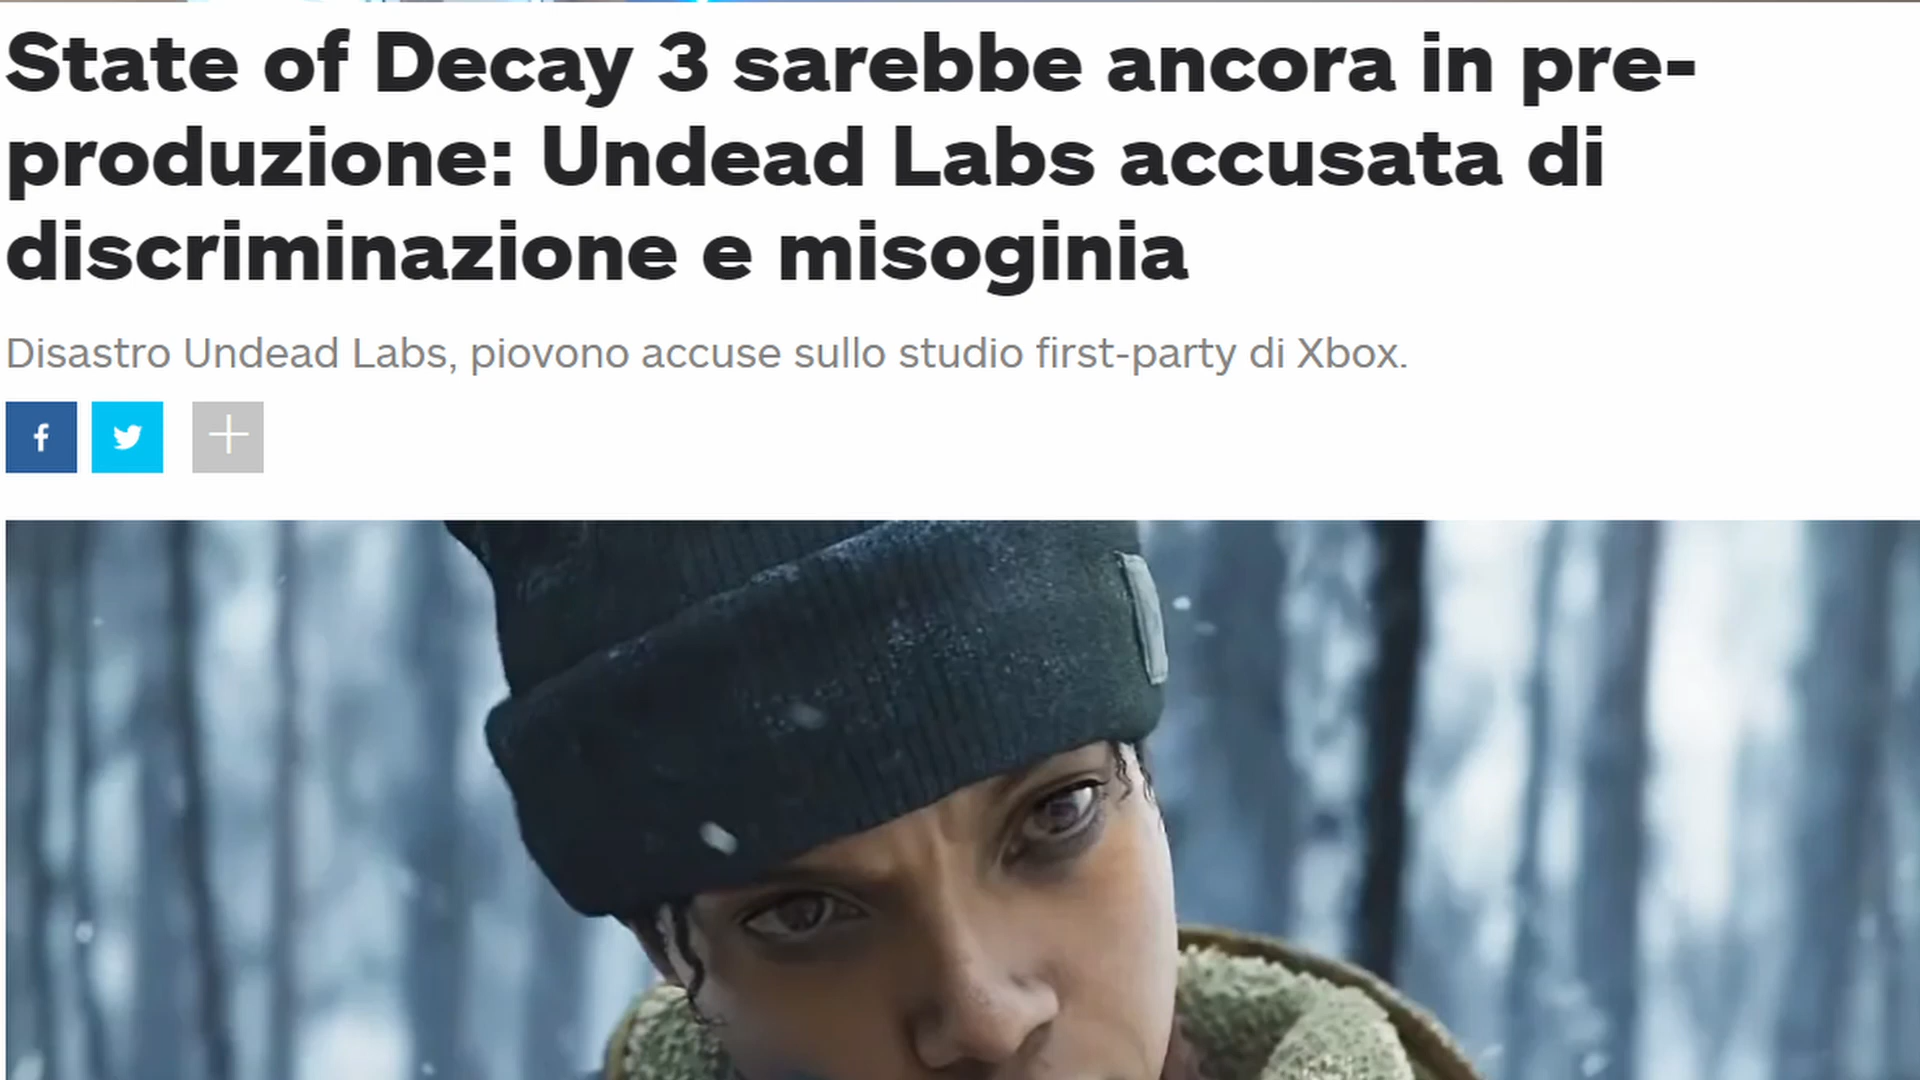 State of Decay 3 sarebbe ancora in pre-
produzione: Undead Labs accusata di
discriminazione e misoginia
Disastro Undead Labs, piovono accuse sullo studio first-party di Xbox.